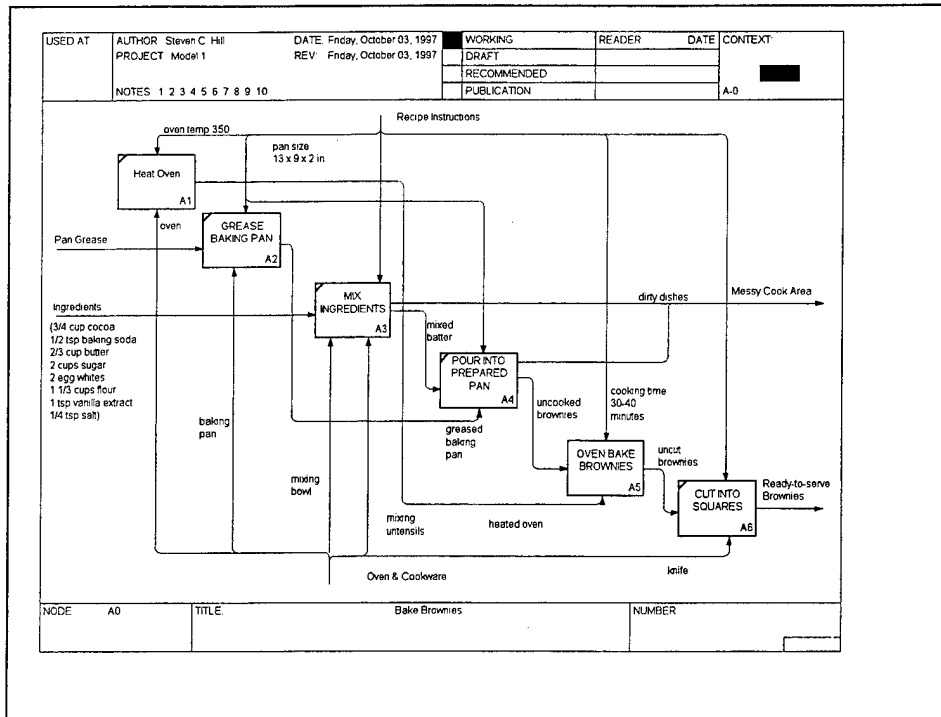 USED AT
AUTHOR Steven C Hill
DATE. Friday, October 03, 1997
PROJECT Model 1
REV: Friday, October 03, 1997
NOTES 1 2 3 4 5 6 7 8 9 10
WORKING
DRAFT
RECOMMENDED
PUBLICATION
READER DATE
CONTEXT:
A-0
Recipe Instructions
oven temp 350
pan size
13 x 9 x 2 in
Heat Oven
A1
oven
GREASE
BAKING PAN
A2
Pan Grease
MIX
INGREDIENTS
A3
Ingredients
(3/4 cup cocoa
1/2 tsp baking soda
2/3 cup butter
2 cups sugar
2 egg whites
1 1/3 cups flour
1 tsp vanilla extract
1/4 tsp salt)
dirty dishes
Messy Cook Area
mixed
batter
POUR INTO
PREPARED
PAN
A4
uncooked
brownies
cooking time
30-40
minutes
baking
pan
greased
baking
pan
OVEN BAKE
BROWNIES
A5
uncut
brownies
mixing
bowl
mixing
untensils
heated oven
CUT INTO
SQUARES
A6
Ready-to-serve
Brownies
knife
Oven & Cookware
NODE A0
TITLE. Bake Brownies
NUMBER